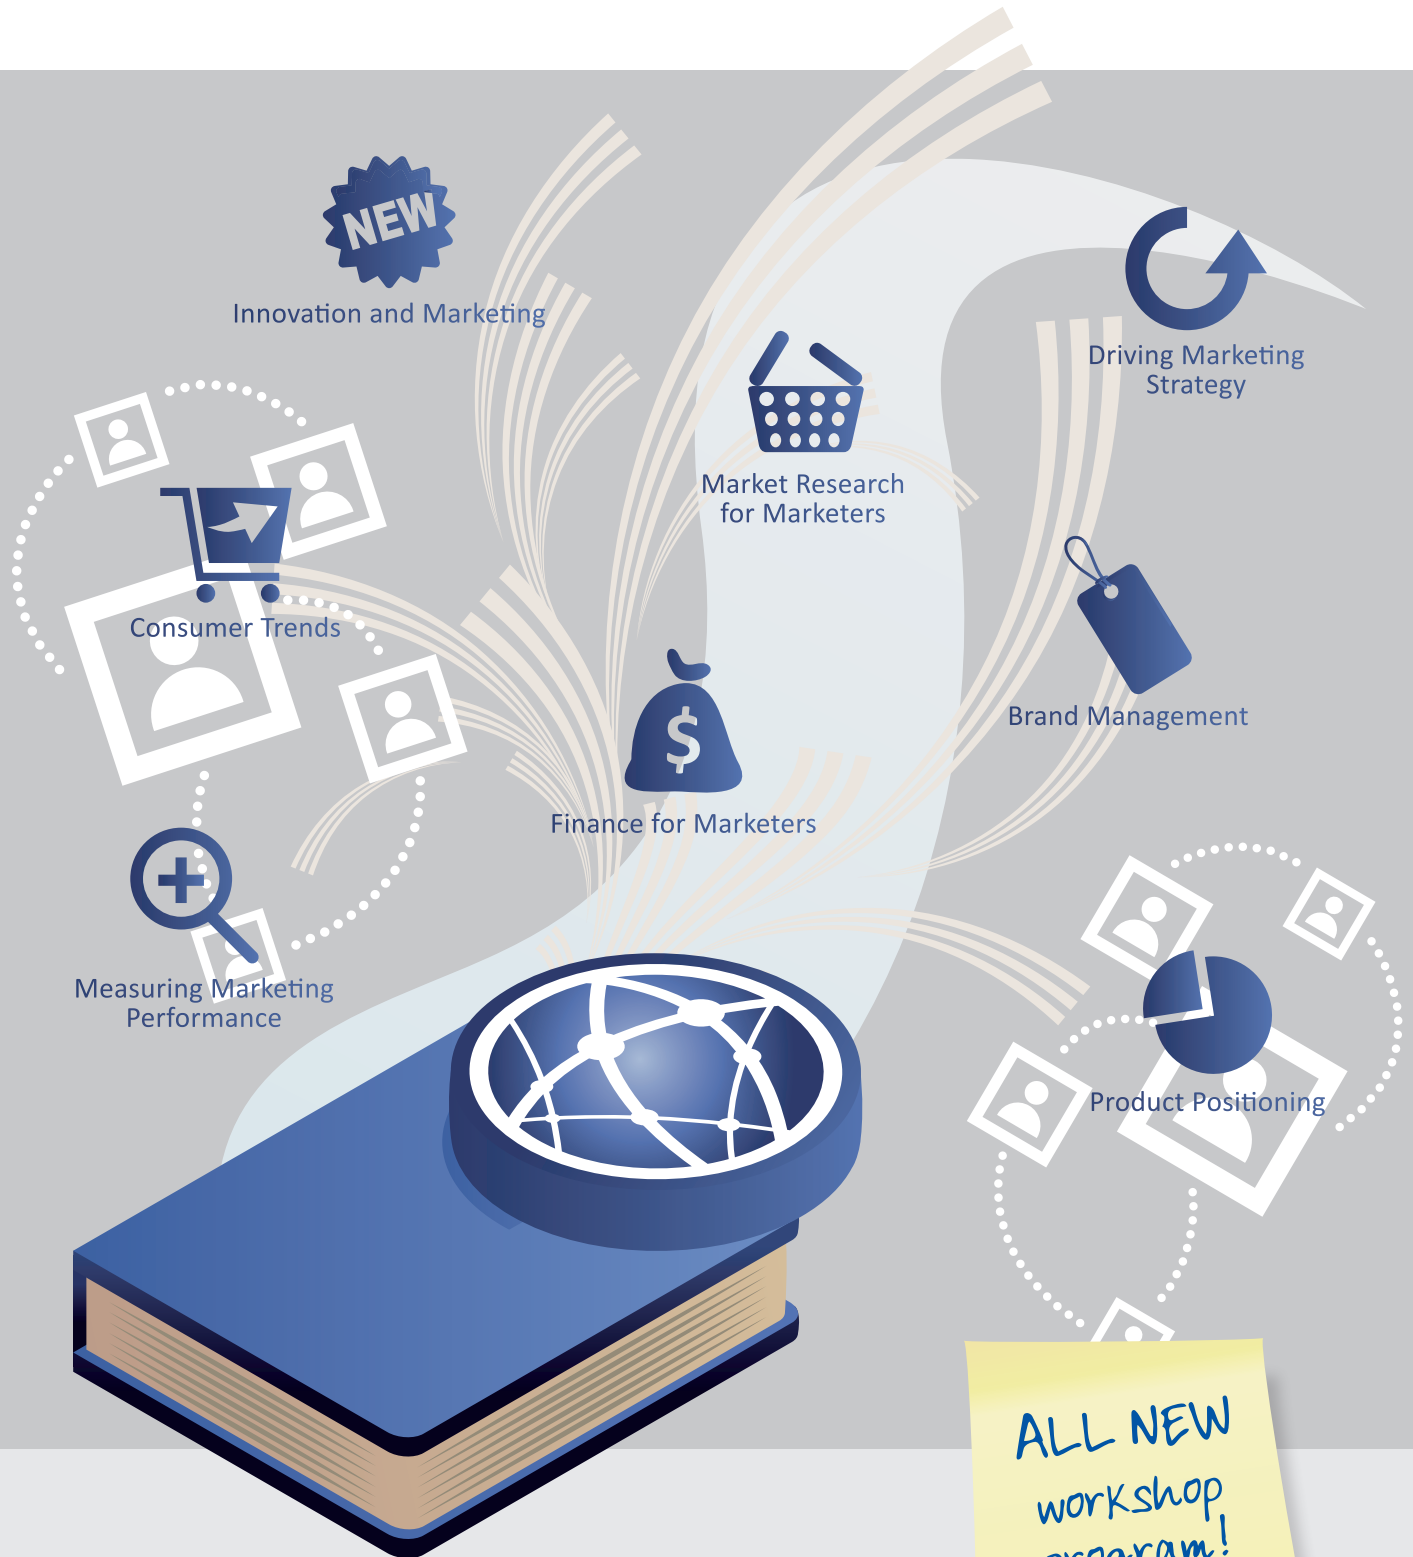 NEW
Innovation and Marketing
Driving Marketing
Strategy
Market Research
for Marketers
Consumer Trends
Brand Management
$
Finance for Marketers
Measuring Marketing
Performance
Product Positioning
ALL NEW
workshop
program!